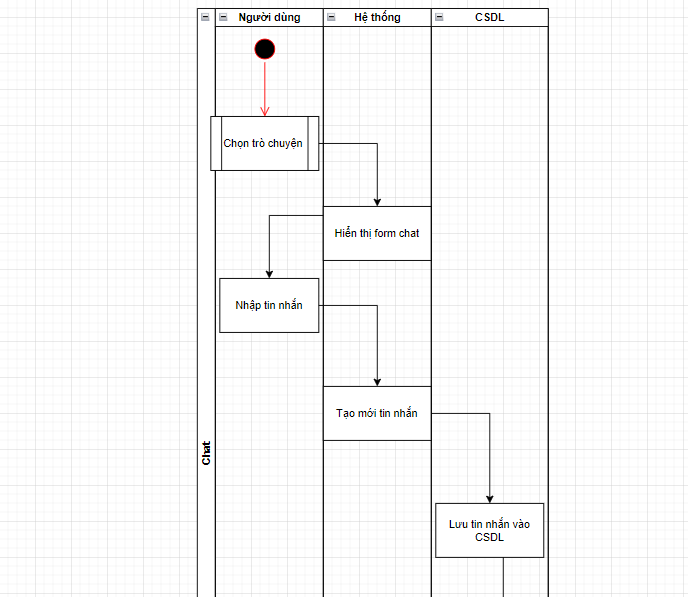 Người dùng
Hệ thống
CSDL
Chọn trò chuyện
Hiển thị form chat
Nhập tin nhắn
Tạo mới tin nhắn
Chat
Lưu tin nhắn vào
CSDL